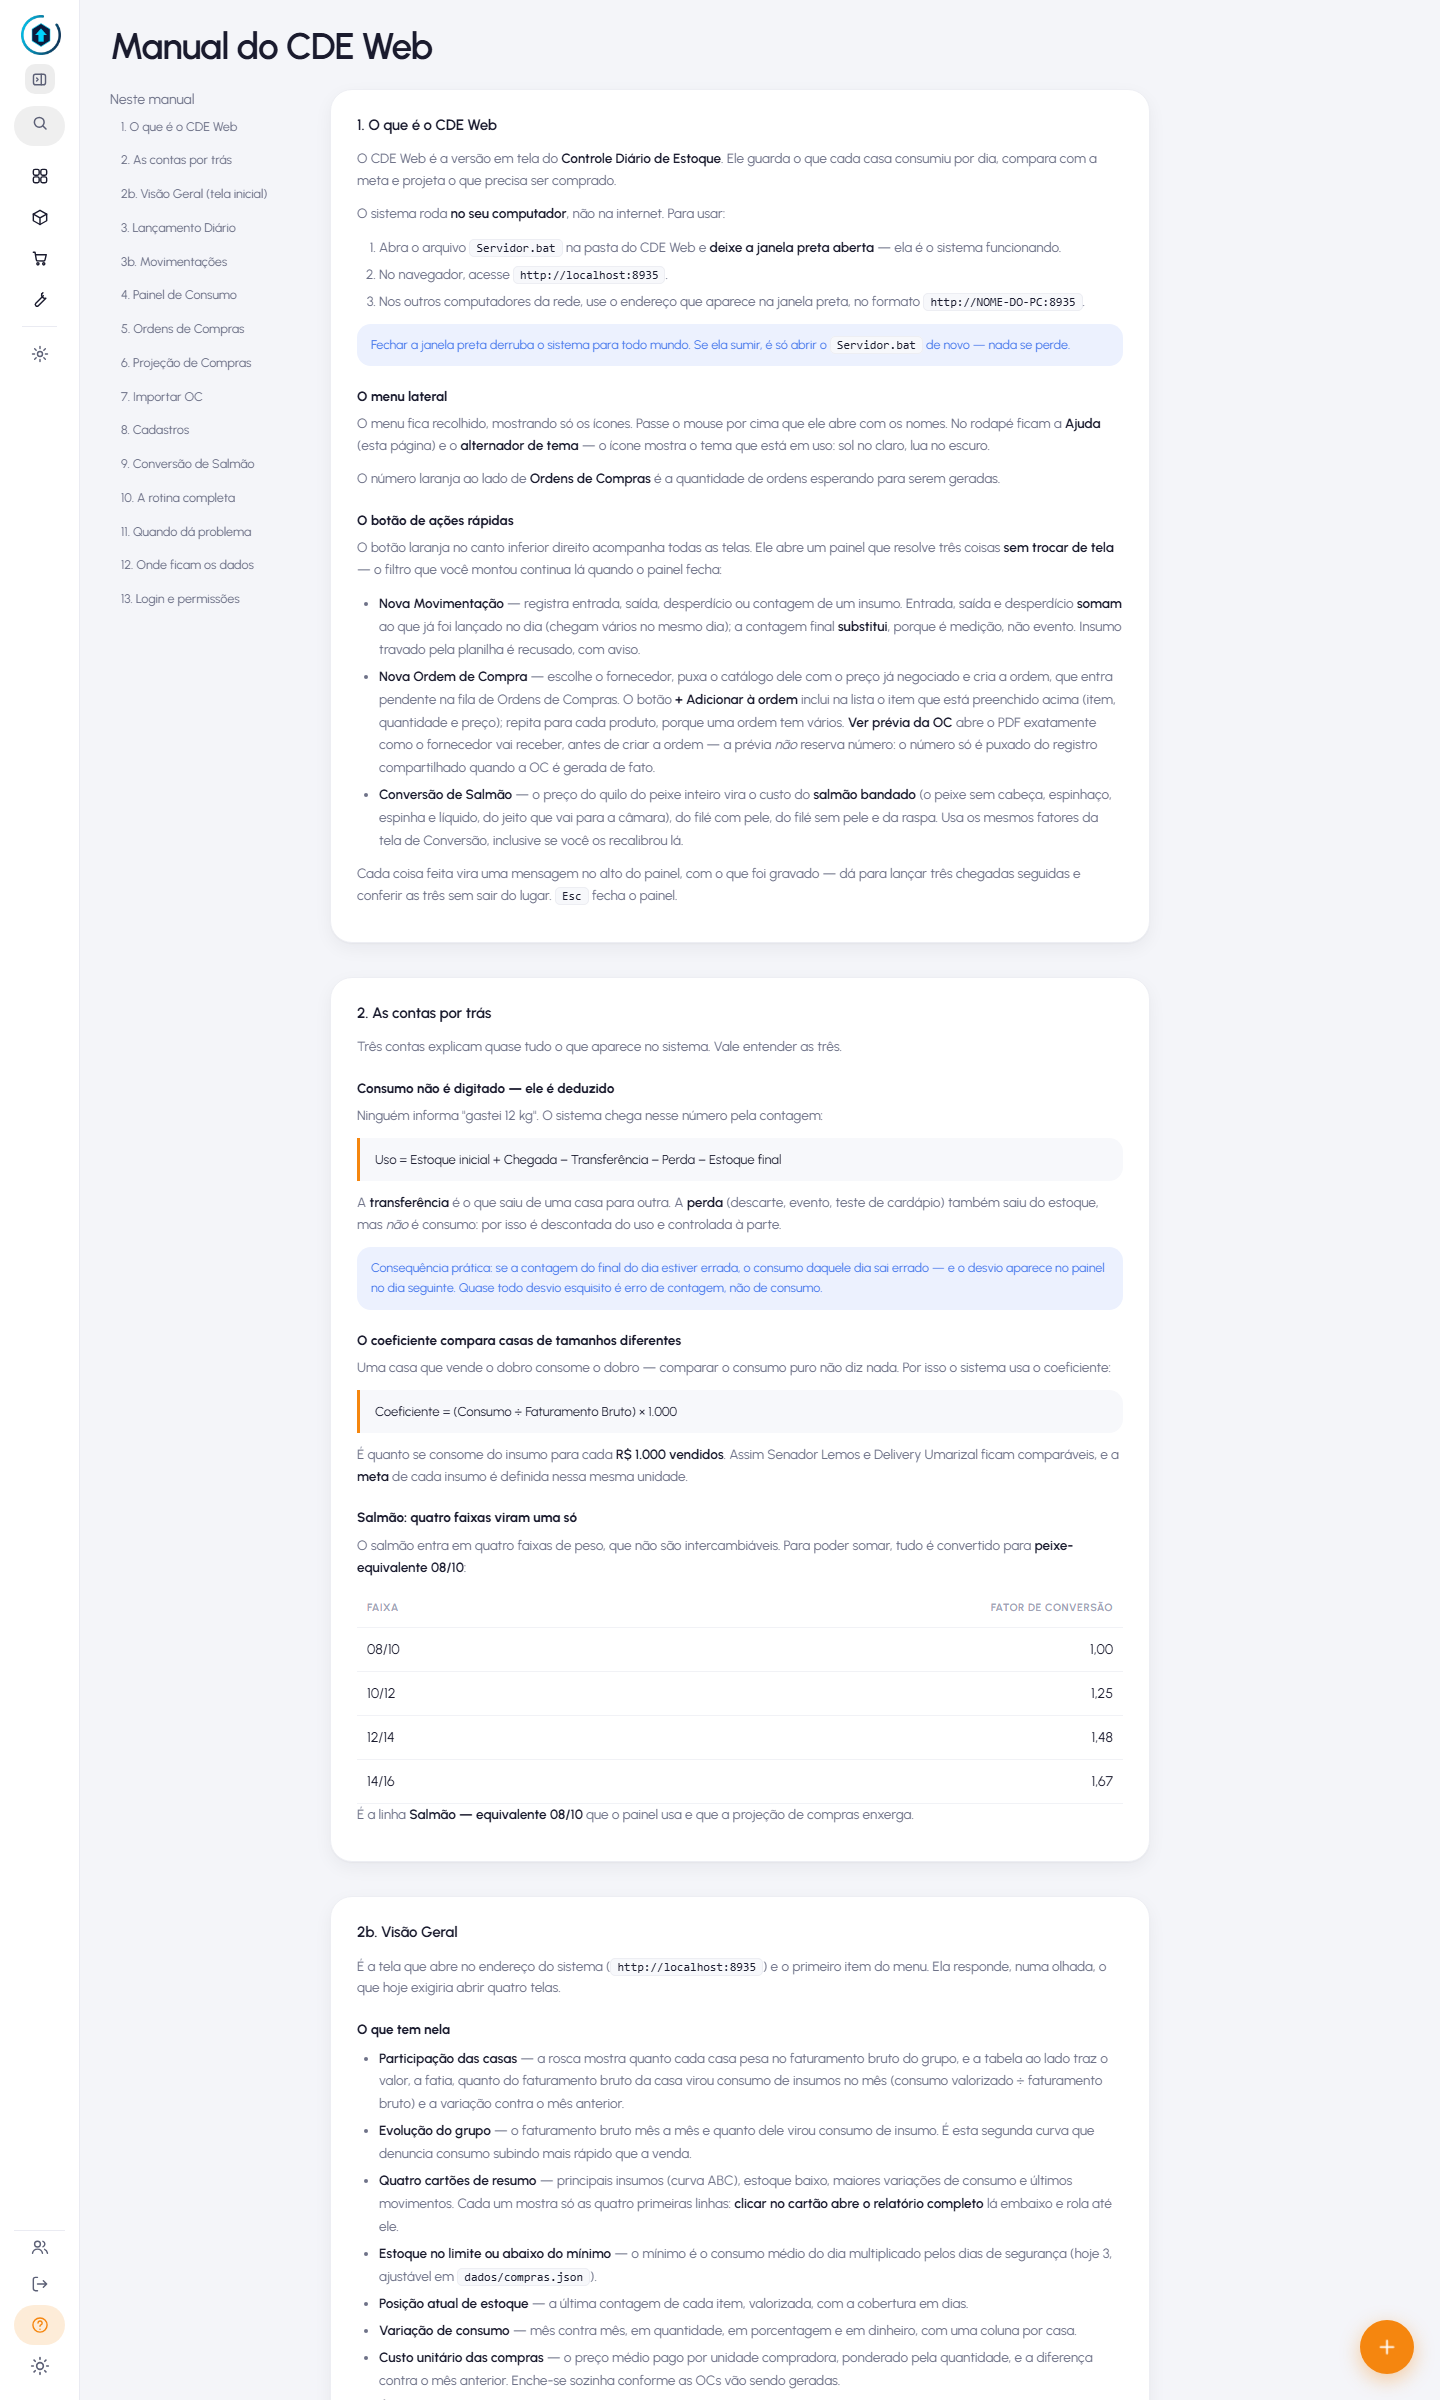 Manual do CDE Web
Neste manual
1. O que é o CDE Web
2. As contas por trás
2b. Visão Geral (tela inicial)
3. Lançamento Diário
3b. Movimentações
4. Painel de Consumo
5. Ordens de Compras
6. Projeção de Compras
7. Importar OC
8. Cadastros
9. Conversão de Salmão
10. A rotina completa
11. Quando dá problema
12. Onde ficam os dados
13. Login e permissões
1. O que é o CDE Web
O CDE Web é a versão em tela do Controle Diário de Estoque. Ele guarda o que cada casa consumiu por dia, compara com a
meta e projeta o que precisa ser comprado.
O sistema roda no seu computador, não na internet. Para usar:
1. Abra o arquivo Servidor.bat na pasta do CDE Web e deixe a janela preta aberta — ela é o sistema funcionando.
2. No navegador, acesse http://localhost:8935.
3. Nos outros computadores da rede, use o endereço que aparece na janela preta, no formato http://NOME-DO-PC:8935.
Fechar a janela preta derruba o sistema para todo mundo. Se ela sumir, é só abrir o Servidor.bat de novo — nada se perde.
O menu lateral
O menu fica recolhido, mostrando só os ícones. Passe o mouse por cima que ele abre com os nomes. No rodapé ficam a Ajuda
(esta página) e o alternador de tema — o ícone mostra o tema que está em uso: sol no claro, lua no escuro.
O número laranja ao lado de Ordens de Compras é a quantidade de ordens esperando para serem geradas.
O botão de ações rápidas
O botão laranja no canto inferior direito acompanha todas as telas. Ele abre um painel que resolve três coisas sem trocar de tela
— o filtro que você montou continua lá quando o painel fecha:
• Nova Movimentação — registra entrada, saída, desperdício ou contagem de um insumo. Entrada, saída e desperdício somam
ao que já foi lançado no dia (chegam vários no mesmo dia); a contagem final substitui, porque é medição, não evento. Insumo
travado pela planilha é recusado, com aviso.
• Nova Ordem de Compra — escolhe o fornecedor, puxa o catálogo dele com o preço já negociado e cria a ordem, que entra
pendente na fila de Ordens de Compras. O botão + Adicionar à ordem inclui na lista o item que está preenchido acima (item,
quantidade e preço); repita para cada produto, porque uma ordem tem vários. Ver prévia da OC abre o PDF exatamente
como o fornecedor vai receber, antes de criar a ordem — a prévia não reserva número: o número só é puxado do registro
compartilhado quando a OC é gerada de fato.
• Conversão de Salmão — o preço do quilo do peixe inteiro vira o custo do salmão bandado (o peixe sem cabeça, espinhaço,
espinha e líquido, do jeito que vai para a câmara), do filé com pele, do filé sem pele e da raspa. Usa os mesmos fatores da
tela de Conversão, inclusive se você os recalibrou lá.
Cada coisa feita vira uma mensagem no alto do painel, com o que foi gravado — dá para lançar três chegadas seguidas e
conferir as três sem sair do lugar. Esc fecha o painel.
2. As contas por trás
Três contas explicam quase tudo o que aparece no sistema. Vale entender as três.
Consumo não é digitado — ele é deduzido
Ninguém informa "gastei 12 kg". O sistema chega nesse número pela contagem:
Uso = Estoque inicial + Chegada − Transferência − Perda − Estoque final
A transferência é o que saiu de uma casa para outra. A perda (descarte, evento, teste de cardápio) também saiu do estoque,
mas não é consumo: por isso é descontada do uso e controlada à parte.
Consequência prática: se a contagem do final do dia estiver errada, o consumo daquele dia sai errado — e o desvio aparece no painel
no dia seguinte. Quase todo desvio esquisito é erro de contagem, não de consumo.
O coeficiente compara casas de tamanhos diferentes
Uma casa que vende o dobro consome o dobro — comparar o consumo puro não diz nada. Por isso o sistema usa o coeficiente:
Coeficiente = (Consumo ÷ Faturamento Bruto) × 1.000
É quanto se consome do insumo para cada R$ 1.000 vendidos. Assim Senador Lemos e Delivery Umarizal ficam comparáveis, e a
meta de cada insumo é definida nessa mesma unidade.
Salmão: quatro faixas viram uma só
O salmão entra em quatro faixas de peso, que não são intercambiáveis. Para poder somar, tudo é convertido para peixe-
equivalente 08/10:
FAIXA FATOR DE CONVERSÃO
08/10 1,00
10/12 1,25
12/14 1,48
14/16 1,67
É a linha Salmão — equivalente 08/10 que o painel usa e que a projeção de compras enxerga.
2b. Visão Geral
É a tela que abre no endereço do sistema (http://localhost:8935) e o primeiro item do menu. Ela responde, numa olhada, o
que hoje exigiria abrir quatro telas.
O que tem nela
• Participação das casas — a rosca mostra quanto cada casa pesa no faturamento bruto do grupo, e a tabela ao lado traz o
valor, a fatia, quanto do faturamento bruto da casa virou consumo de insumos no mês (consumo valorizado ÷ faturamento
bruto) e a variação contra o mês anterior.
• Evolução do grupo — o faturamento bruto mês a mês e quanto dele virou consumo de insumo. É esta segunda curva que
denuncia consumo subindo mais rápido que a venda.
• Quatro cartões de resumo — principais insumos (curva ABC), estoque baixo, maiores variações de consumo e últimos
movimentos. Cada um mostra só as quatro primeiras linhas: clicar no cartão abre o relatório completo lá embaixo e rola até
ele.
• Estoque no limite ou abaixo do mínimo — o mínimo é o consumo médio do dia multiplicado pelos dias de segurança (hoje 3,
ajustável em dados/compras.json).
• Posição atual de estoque — a última contagem de cada item, valorizada, com a cobertura em dias.
• Variação de consumo — mês contra mês, em quantidade, em porcentagem e em dinheiro, com uma coluna por casa.
• Custo unitário das compras — o preço médio pago por unidade compradora, ponderado pela quantidade, e a diferença
contra o mês anterior. Enche-se sozinha conforme as OCs vão sendo geradas.